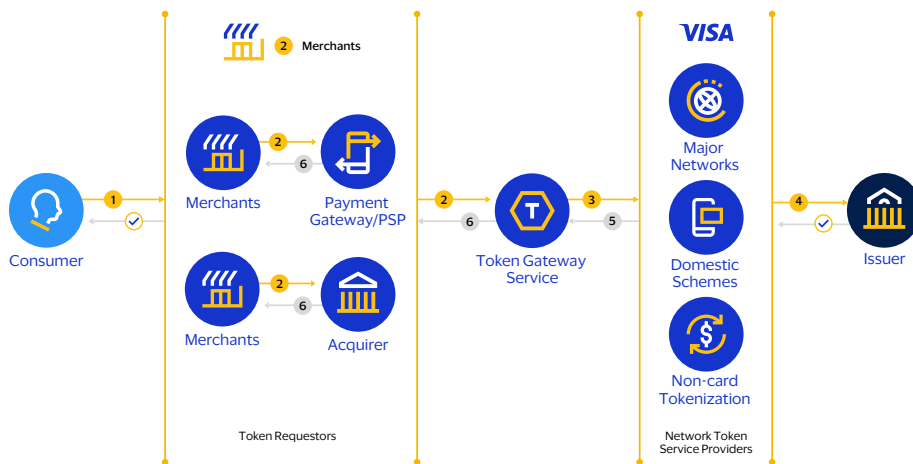 2 Merchants
VISA
2
6
Merchants
Payment
Gateway/PSP
Major
Networks
1
Consumer
2
6
T
Token Gateway
Service
3
5
Domestic
Schemes
4
Issuer
2
6
Merchants
Acquirer
$
Non-card
Tokenization
Token Requestors
Network Token
Service Providers